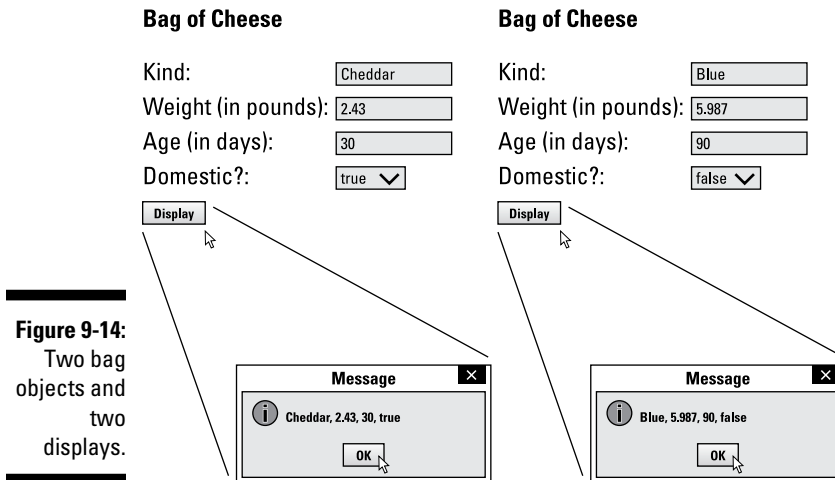 Bag of Cheese
Kind: Cheddar
Weight (in pounds): 2.43
Age (in days): 30
Domestic?: true
Display
Message
Cheddar, 2.43, 30, true
OK
Bag of Cheese
Kind: Blue
Weight (in pounds): 5.987
Age (in days): 90
Domestic?: false
Display
Message
Blue, 5.987, 90, false
OK
Figure 9-14:
Two bag
objects and
two
displays.